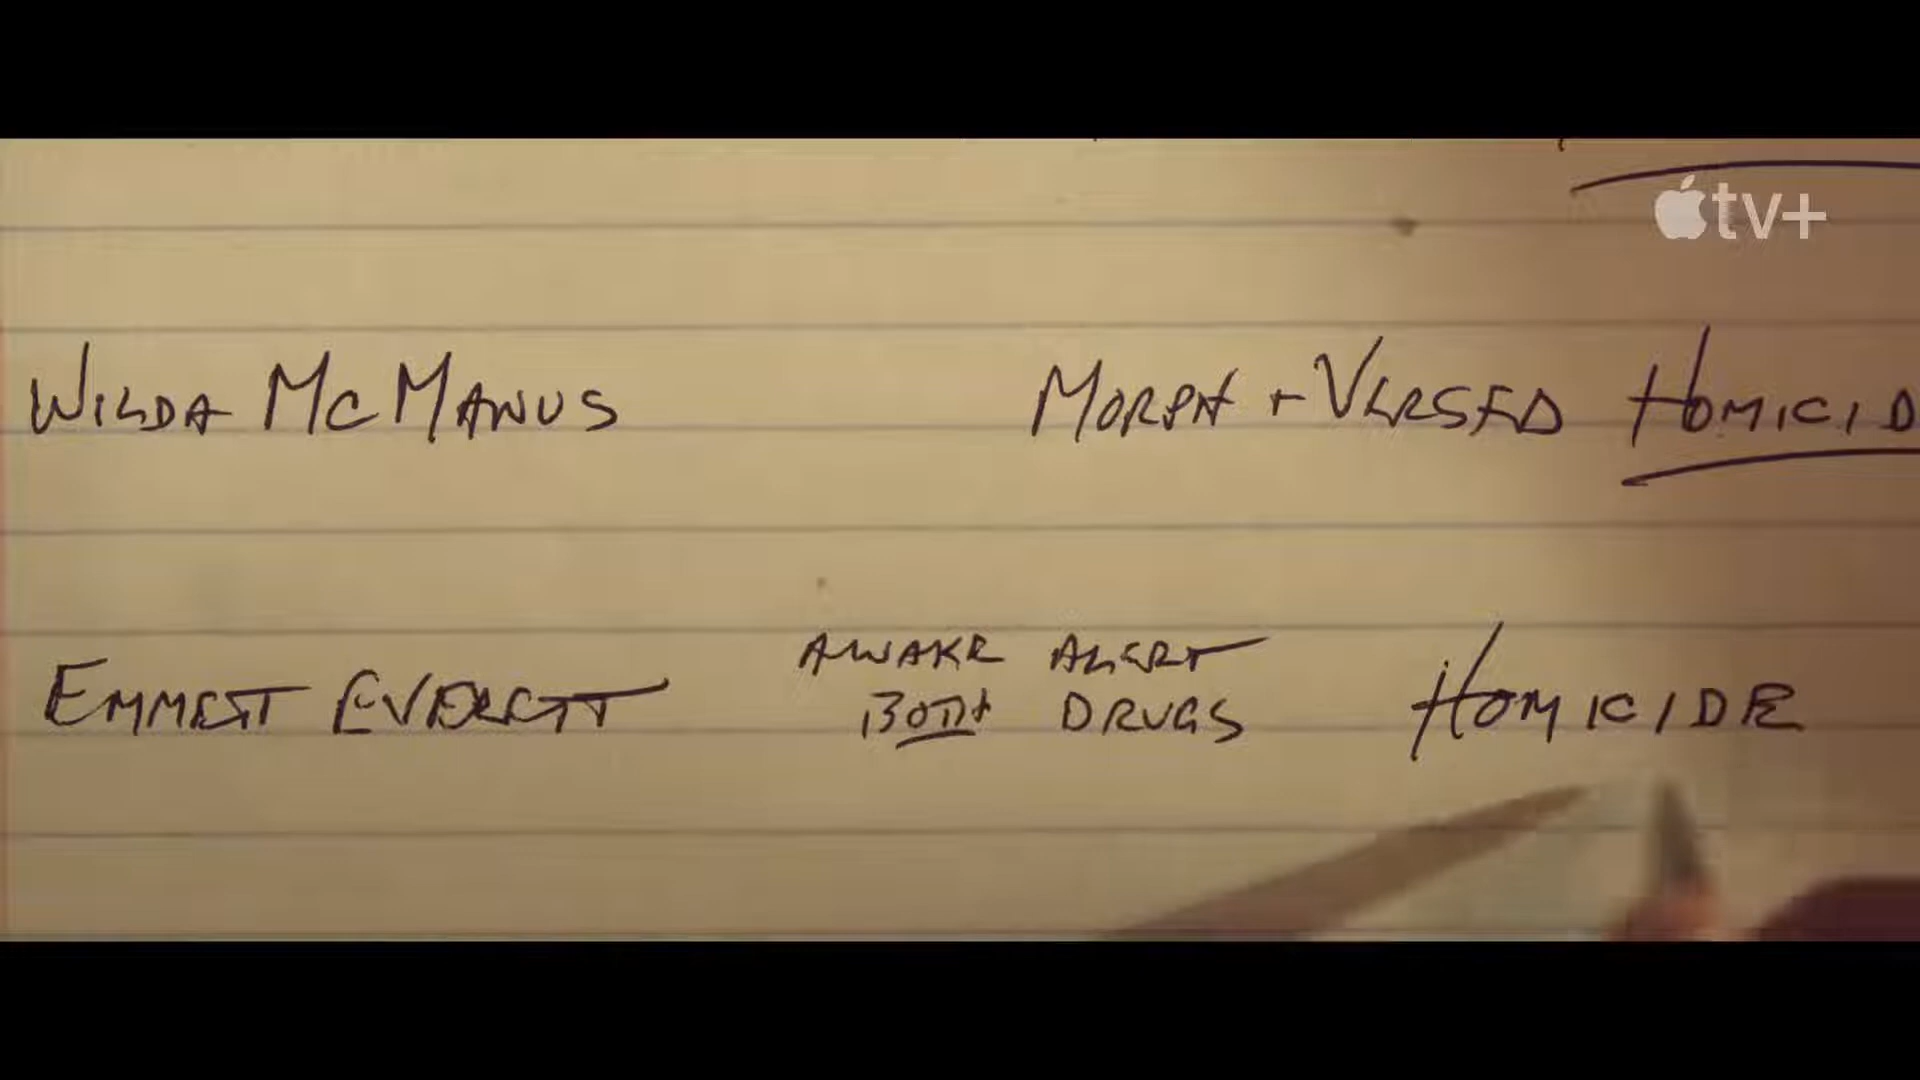 tv+
WILDA MCMANUS MORPH + VERSED HOMICID
AWAKE ALERT
EMMETT EVERETT BOTH DRUGS HOMICIDE